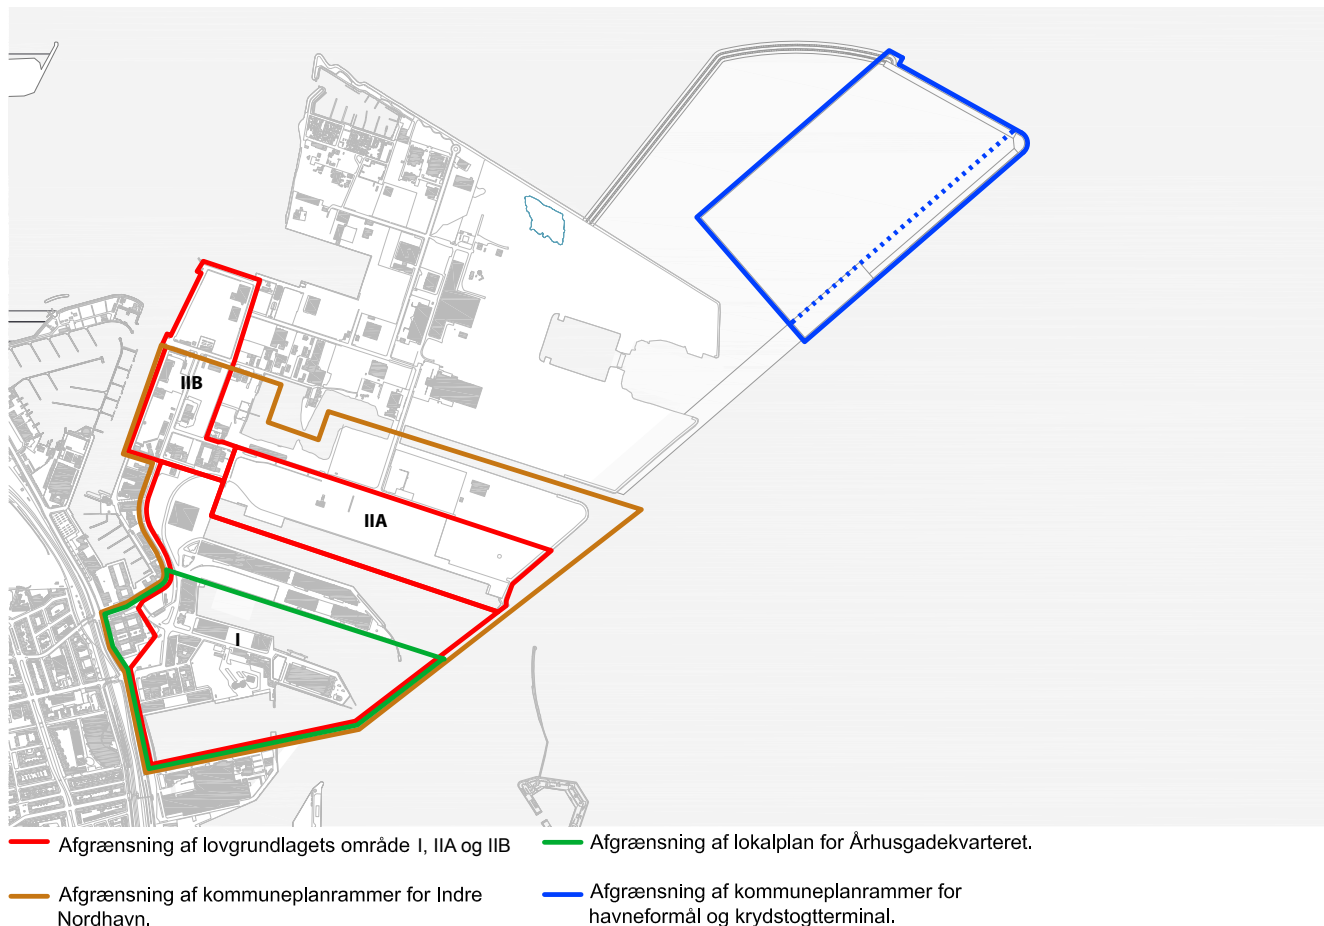 IIB
IIA
I
Afgrænsning af lovgrundlagets område I, IIA og IIB
Afgrænsning af kommuneplanrammer for Indre
Nordhavn.
Afgrænsning af lokalplan for Århusgadekvarteret.
Afgrænsning af kommuneplanrammer for
havneformål og krydstogtterminal.